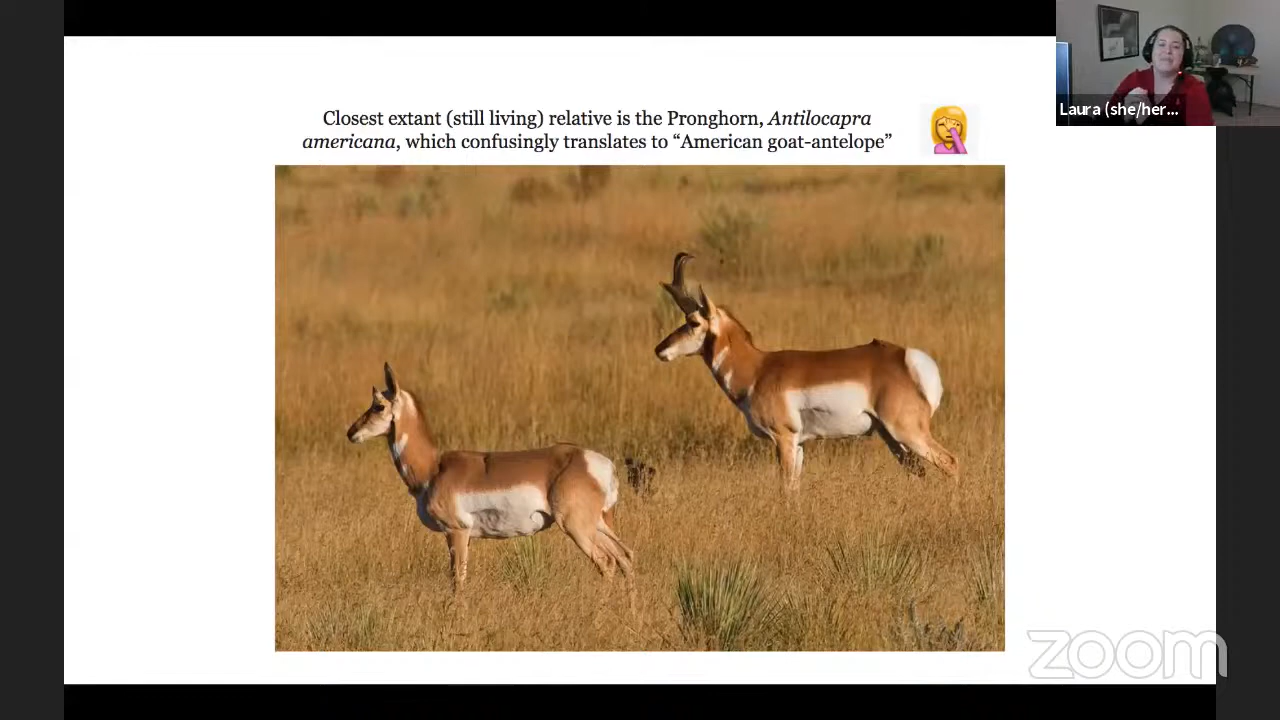 Closest extant (still living) relative is the Pronghorn, Antilocapra
americana, which confusingly translates to “American goat-antelope”
Laura (she/her...
zoom